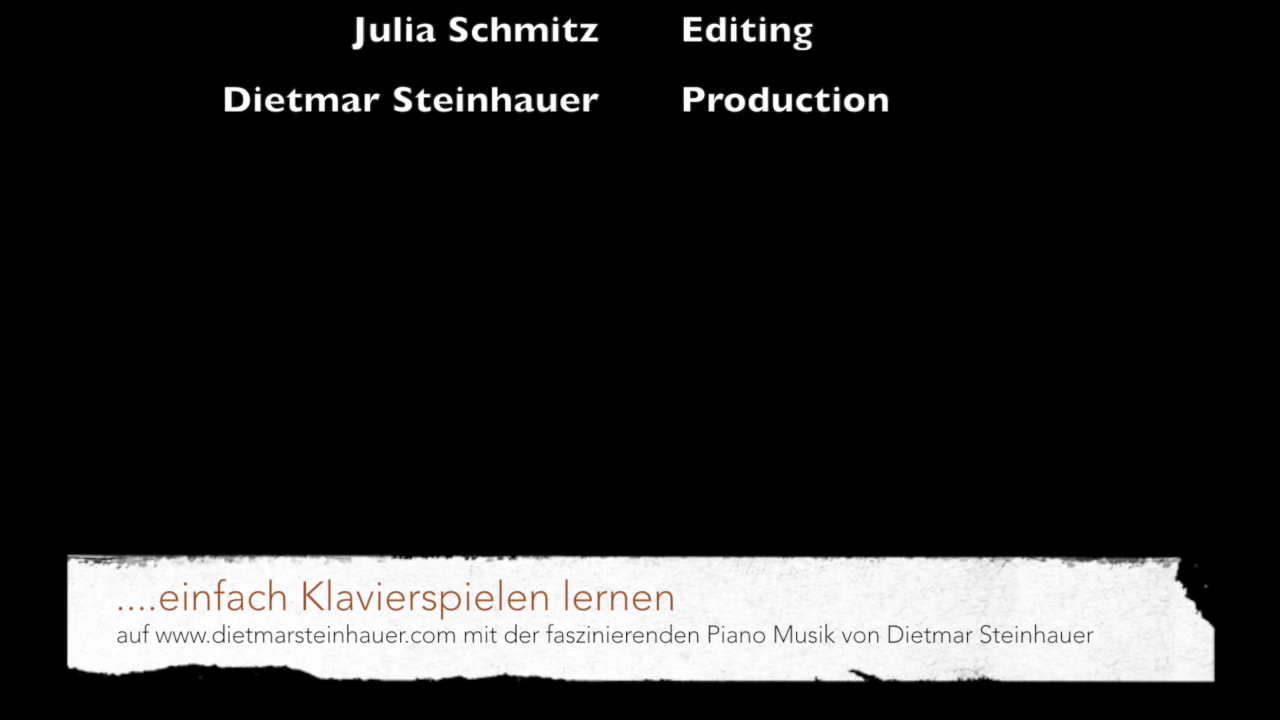 Julia Schmitz Editing
Dietmar Steinhauer Production
....einfach Klavierspielen lernen
auf www.dietmarsteinhauer.com mit der faszinierenden Piano Musik von Dietmar Steinhauer